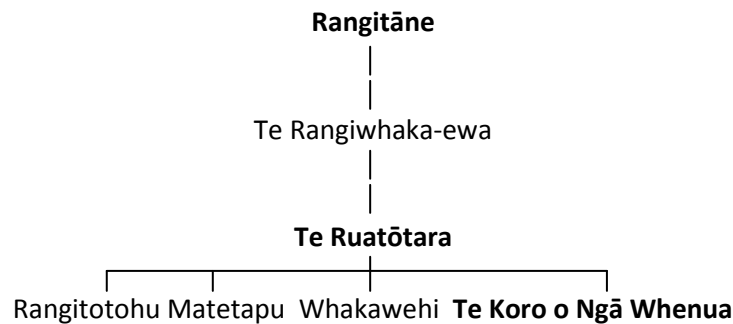 Rangitāne
Te Rangiwhaka-ewa
Te Ruatōtara
Rangitotohu Matetapu Whakawehi Te Koro o Ngā Whenua